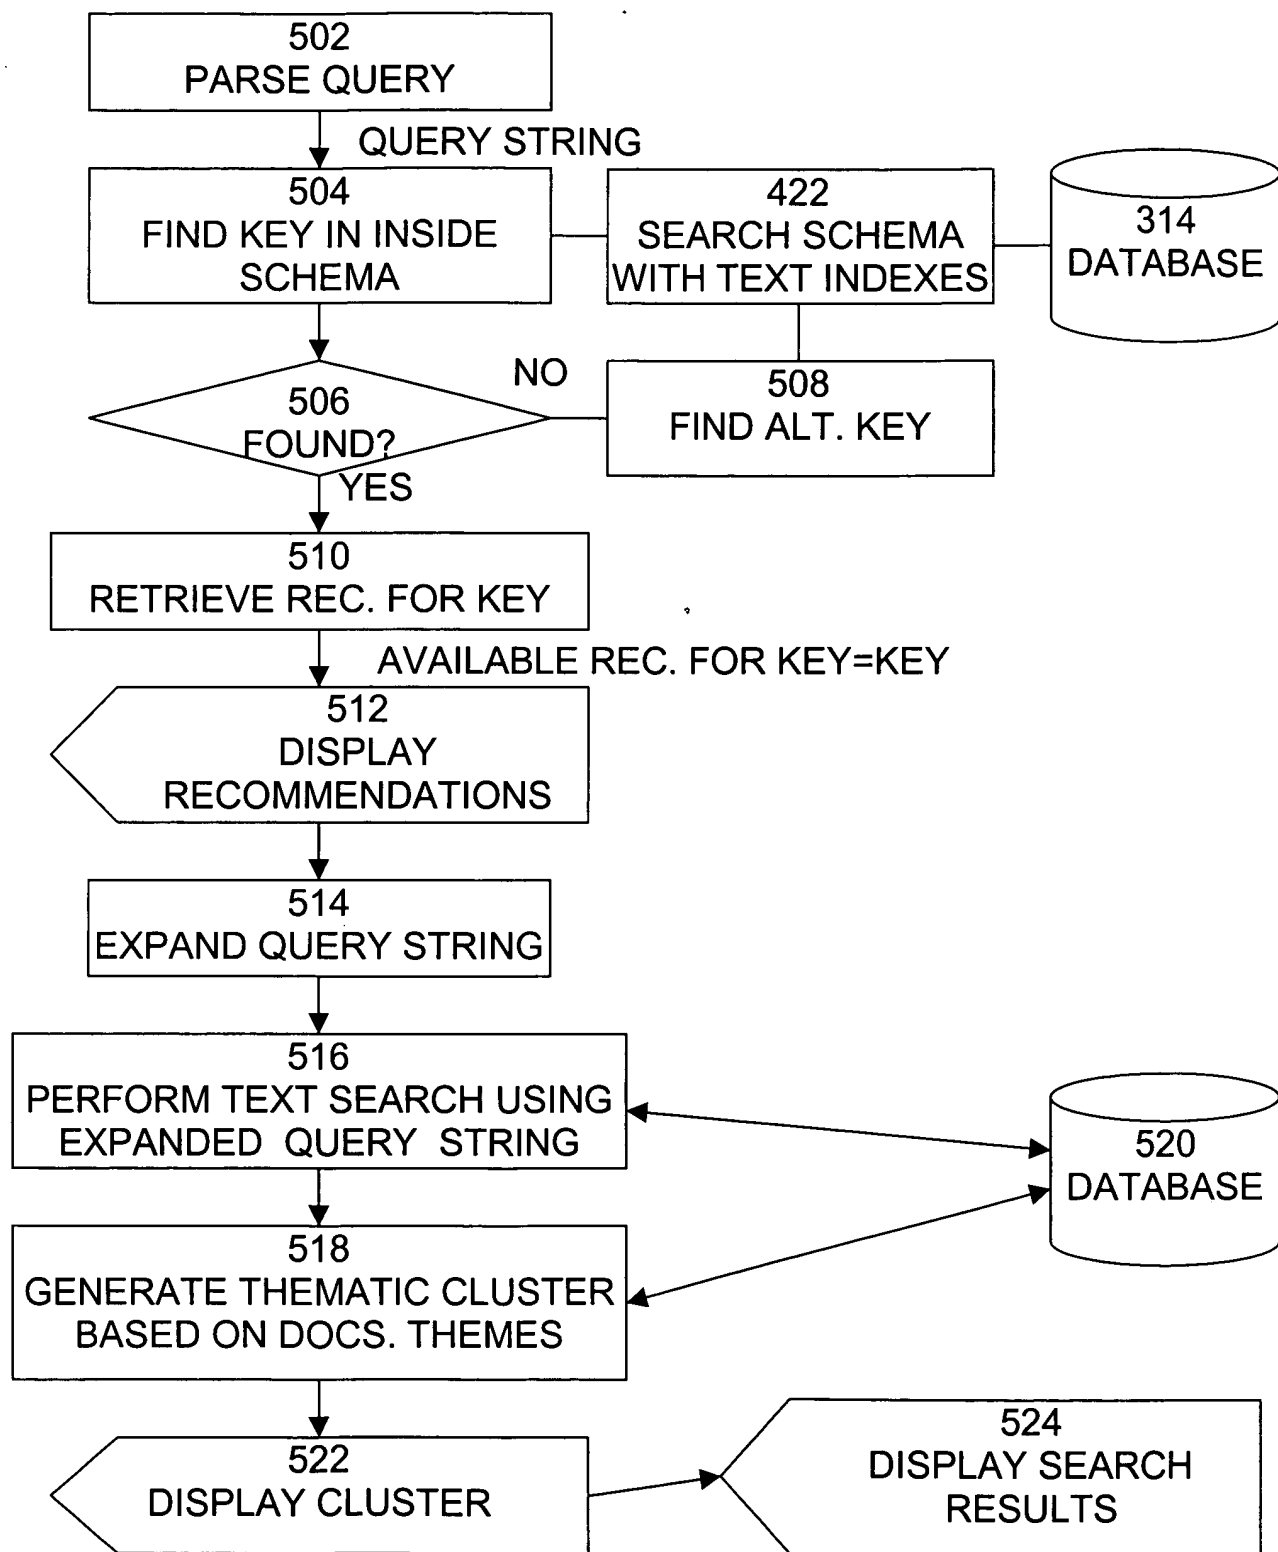 502
PARSE QUERY
QUERY STRING
504
FIND KEY IN INSIDE
SCHEMA
422
SEARCH SCHEMA
WITH TEXT INDEXES
314
DATABASE
506
FOUND?
NO
508
FIND ALT. KEY
YES
510
RETRIEVE REC. FOR KEY
AVAILABLE REC. FOR KEY=KEY
512
DISPLAY
RECOMMENDATIONS
514
EXPAND QUERY STRING
516
PERFORM TEXT SEARCH USING
EXPANDED QUERY STRING
520
DATABASE
518
GENERATE THEMATIC CLUSTER
BASED ON DOCS. THEMES
522
DISPLAY CLUSTER
524
DISPLAY SEARCH
RESULTS